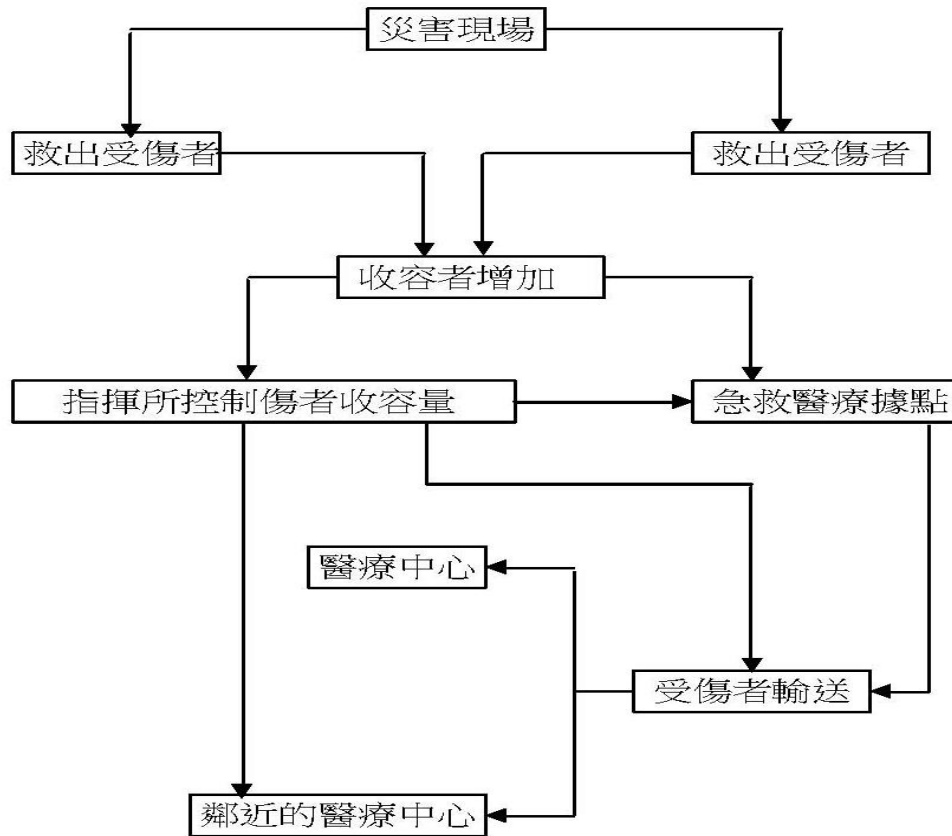 災害現場
救出受傷者
救出受傷者
收容者增加
指揮所控制傷者收容量
急救醫療據點
醫療中心
受傷者輸送
鄰近的醫療中心